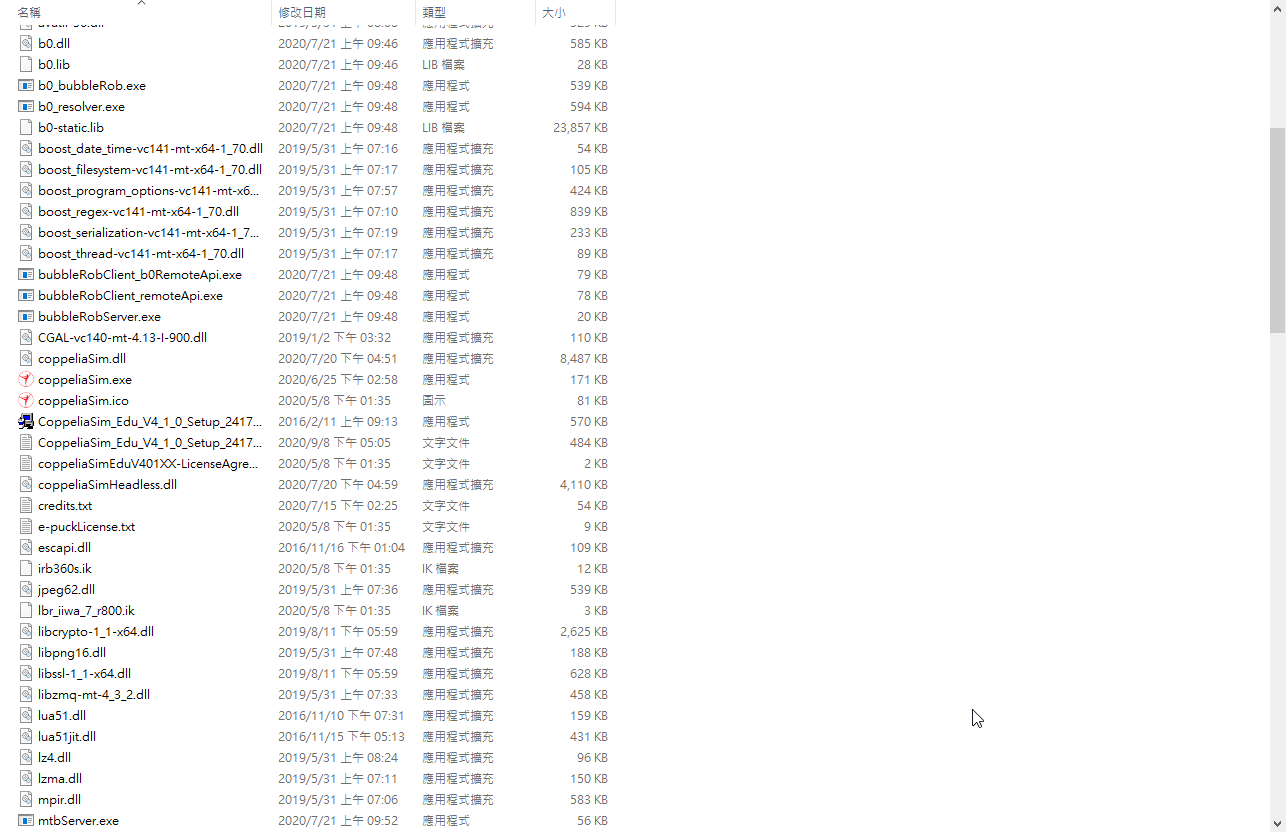 名稱 修改日期 類型 大小
b0.dll 2020/7/21 上午 09:46 應用程式擴充 585 KB
b0.lib 2020/7/21 上午 09:46 LIB 檔案 28 KB
b0_bubbleRob.exe 2020/7/21 上午 09:48 應用程式 539 KB
b0_resolver.exe 2020/7/21 上午 09:48 應用程式 594 KB
b0-static.lib 2020/7/21 上午 09:48 LIB 檔案 23,857 KB
boost_date_time-vc141-mt-x64-1_70.dll 2019/5/31 上午 07:16 應用程式擴充 54 KB
boost_filesystem-vc141-mt-x64-1_70.dll 2019/5/31 上午 07:17 應用程式擴充 105 KB
boost_program_options-vc141-mt-x6... 2019/5/31 上午 07:57 應用程式擴充 424 KB
boost_regex-vc141-mt-x64-1_70.dll 2019/5/31 上午 07:10 應用程式擴充 839 KB
boost_serialization-vc141-mt-x64-1_7... 2019/5/31 上午 07:19 應用程式擴充 233 KB
boost_thread-vc141-mt-x64-1_70.dll 2019/5/31 上午 07:17 應用程式擴充 89 KB
bubbleRobClient_b0RemoteApi.exe 2020/7/21 上午 09:48 應用程式 79 KB
bubbleRobClient_remoteApi.exe 2020/7/21 上午 09:48 應用程式 78 KB
bubbleRobServer.exe 2020/7/21 上午 09:48 應用程式 20 KB
CGAL-vc140-mt-4.13-I-900.dll 2019/1/2 下午 03:32 應用程式擴充 110 KB
coppeliaSim.dll 2020/7/20 下午 04:51 應用程式擴充 8,487 KB
coppeliaSim.exe 2020/6/25 下午 02:58 應用程式 171 KB
coppeliaSim.ico 2020/5/8 下午 01:35 圖示 81 KB
CoppeliaSim_Edu_V4_1_0_Setup_2417... 2016/2/11 上午 09:13 應用程式 570 KB
CoppeliaSim_Edu_V4_1_0_Setup_2417... 2020/9/8 下午 05:05 文字文件 484 KB
coppeliaSimEduV401XX-LicenseAgre... 2020/5/8 下午 01:35 文字文件 2 KB
coppeliaSimHeadless.dll 2020/7/20 下午 04:59 應用程式擴充 4,110 KB
credits.txt 2020/7/15 下午 02:25 文字文件 54 KB
e-puckLicense.txt 2020/5/8 下午 01:35 文字文件 9 KB
escapi.dll 2016/11/16 下午 01:04 應用程式擴充 109 KB
irb360s.ik 2020/5/8 下午 01:35 IK 檔案 12 KB
jpeg62.dll 2019/5/31 上午 07:36 應用程式擴充 539 KB
lbr_iiwa_7_r800.ik 2020/5/8 下午 01:35 IK 檔案 3 KB
libcrypto-1_1-x64.dll 2019/8/11 下午 05:59 應用程式擴充 2,625 KB
libpng16.dll 2019/5/31 上午 07:48 應用程式擴充 188 KB
libssl-1_1-x64.dll 2019/8/11 下午 05:59 應用程式擴充 628 KB
libzmq-mt-4_3_2.dll 2019/5/31 上午 07:33 應用程式擴充 458 KB
lua51.dll 2016/11/10 下午 07:31 應用程式擴充 159 KB
lua51jit.dll 2016/11/15 下午 05:13 應用程式擴充 431 KB
lz4.dll 2019/5/31 上午 08:24 應用程式擴充 96 KB
lzma.dll 2019/5/31 上午 07:11 應用程式擴充 150 KB
mpir.dll 2019/5/31 上午 07:06 應用程式擴充 583 KB
mtbServer.exe 2020/7/21 上午 09:52 應用程式 56 KB